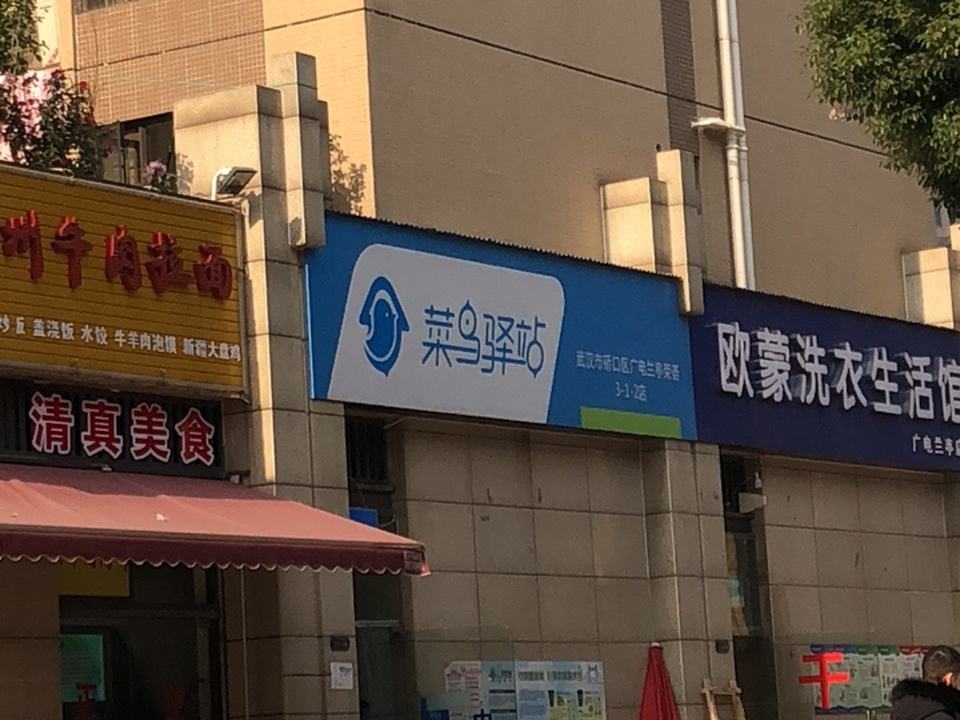 州牛肉拉面
盖浇饭 水饺 牛羊肉泡馍 新疆大盘鸡
清真美食
菜鸟驿站
武汉市硚口区广电兰亭荣荟
3-1-2店
欧蒙洗衣生活馆
广电兰亭店
干